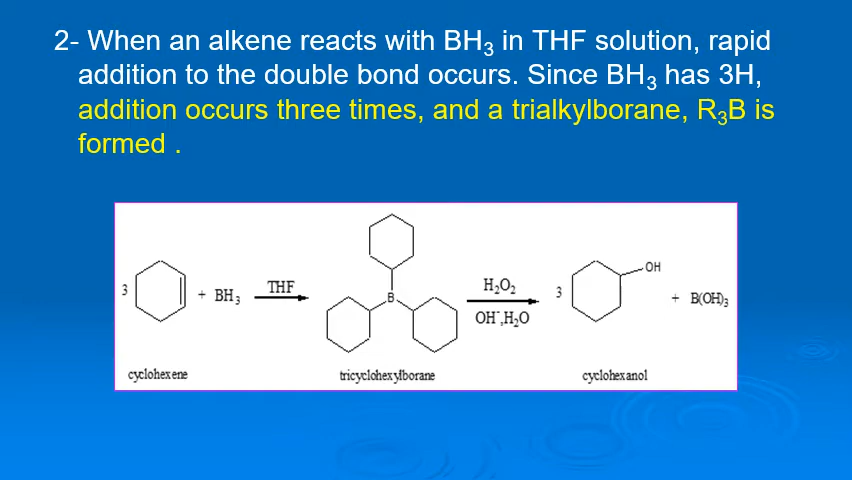 2- When an alkene reacts with BH₃ in THF solution, rapid
addition to the double bond occurs. Since BH₃ has 3H,
addition occurs three times, and a trialkylborane, R₃B is
formed .
3 + BH₃ THF B H₂O₂ OH⁻,H₂O 3 OH + B(OH)₃
cyclohexene tricyclohexylborane cyclohexanol